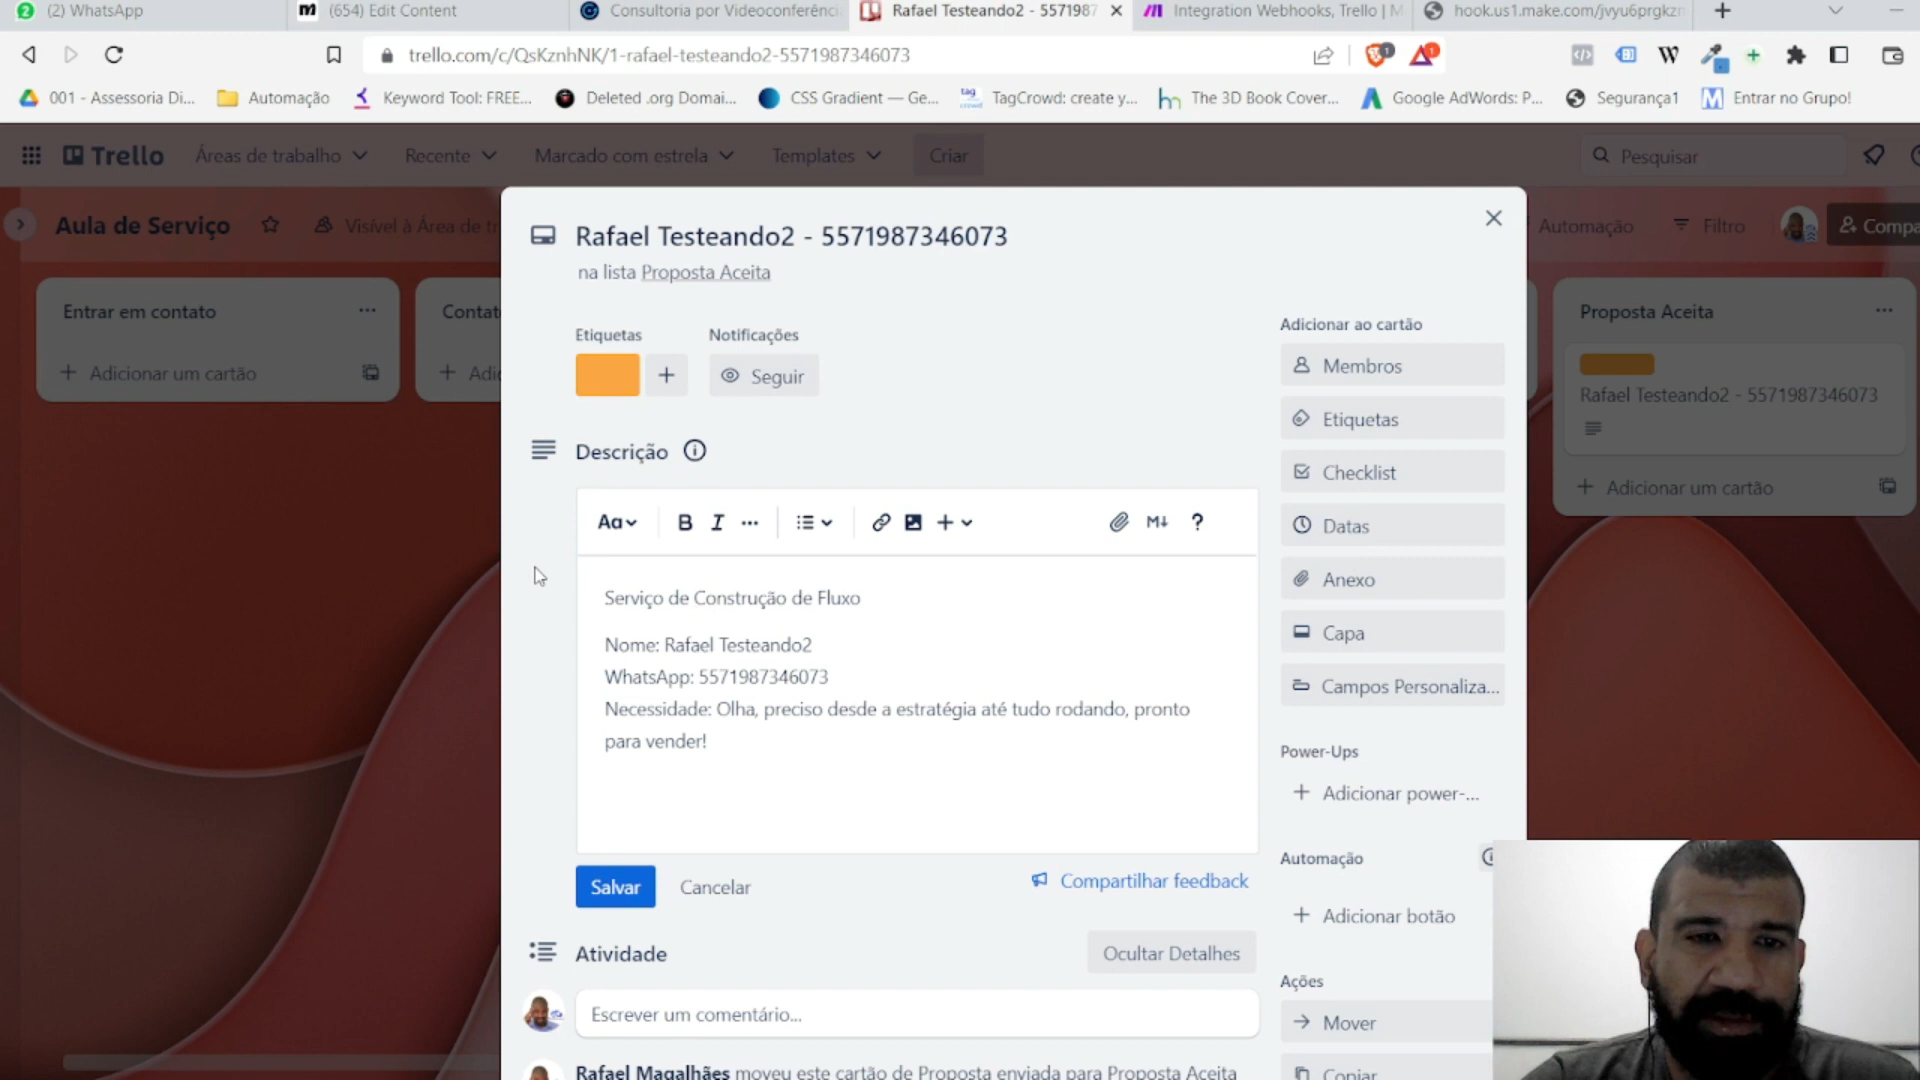 (2) WhatsApp
(654) Edit Content
Consultoria por Videoconferênci
Rafael Testeando2 - 557198
Integration Webhooks, Trello | M
hook.us1.make.com/jvyu6prgkz
trello.com/c/QsKznhNK/1-rafael-testeando2-5571987346073
001 - Assessoria Di...
Automação
Keyword Tool: FREE...
Deleted .org Domai...
CSS Gradient — Ge...
TagCrowd: create y...
The 3D Book Cover...
Google AdWords: P...
Segurança1
Entrar no Grupo!
Trello
Áreas de trabalho
Recente
Marcado com estrela
Templates
Criar
Pesquisar
Aula de Serviço
Visível à Área de tr
Automação
Filtro
Compa
Entrar em contato
Adicionar um cartão
Contat
Adic
Rafael Testeando2 - 5571987346073
na lista Proposta Aceita
Etiquetas
Notificações
Seguir
Descrição
Aa
B I
M↓ ?
Serviço de Construção de Fluxo
Nome: Rafael Testeando2
WhatsApp: 5571987346073
Necessidade: Olha, preciso desde a estratégia até tudo rodando, pronto
para vender!
Salvar
Cancelar
Compartilhar feedback
Atividade
Ocultar Detalhes
Escrever um comentário...
Rafael Magalhães moveu este cartão de Proposta enviada para Proposta Aceita
Adicionar ao cartão
Membros
Etiquetas
Checklist
Datas
Anexo
Capa
Campos Personaliza...
Power-Ups
Adicionar power-...
Automação
Adicionar botão
Ações
Mover
Copiar
Proposta Aceita
Rafael Testeando2 - 5571987346073
Adicionar um cartão